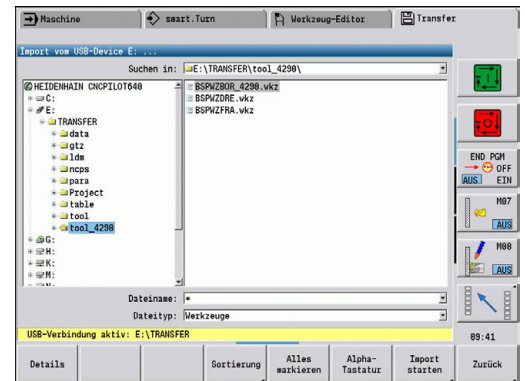 Maschine
smart.Turn
Werkzeug-Editor
Transfer
Import vom USB-Device E: ...
Suchen in: E:\TRANSFER\tool_4290\
HEIDENHAIN CNCPILOT640
C:
E:
TRANSFER
data
gtz
ldm
ncps
para
Project
table
tool
tool_4290
G:
H:
K:
M:
BSPWZBOR_4290.wkz
BSPWZDRE.wkz
BSPWZFRA.wkz
Dateiname: *
Dateityp: Werkzeuge
USB-Verbindung aktiv: E:\TRANSFER
END PGM
OFF
AUS EIN
M07
AUS
M08
AUS
09:41
Details
Sortierung
Alles markieren
Alpha-Tastatur
Import starten
Zurück